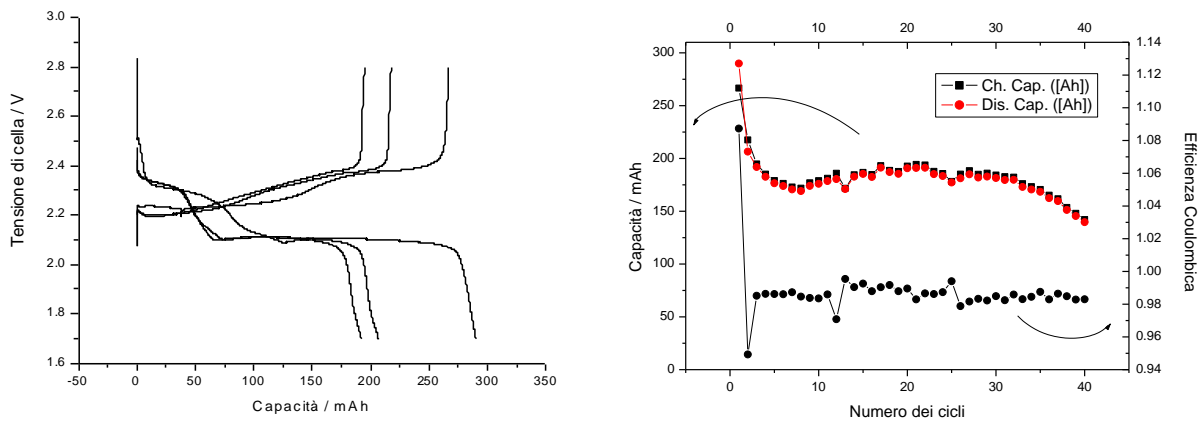 3.0
2.8
2.6
2.4
2.2
2.0
1.8
1.6
Tensione di cella / V
-50 0 50 100 150 200 250 300 350
Capacità / mAh
0 10 20 30 40
300
250
200
150
100
50
0
Capacità / mAh
Ch. Cap. ([Ah])
Dis. Cap. ([Ah])
1.14
1.12
1.10
1.08
1.06
1.04
1.02
1.00
0.98
0.96
0.94
Efficienza Coulombica
0 10 20 30 40
Numero dei cicli